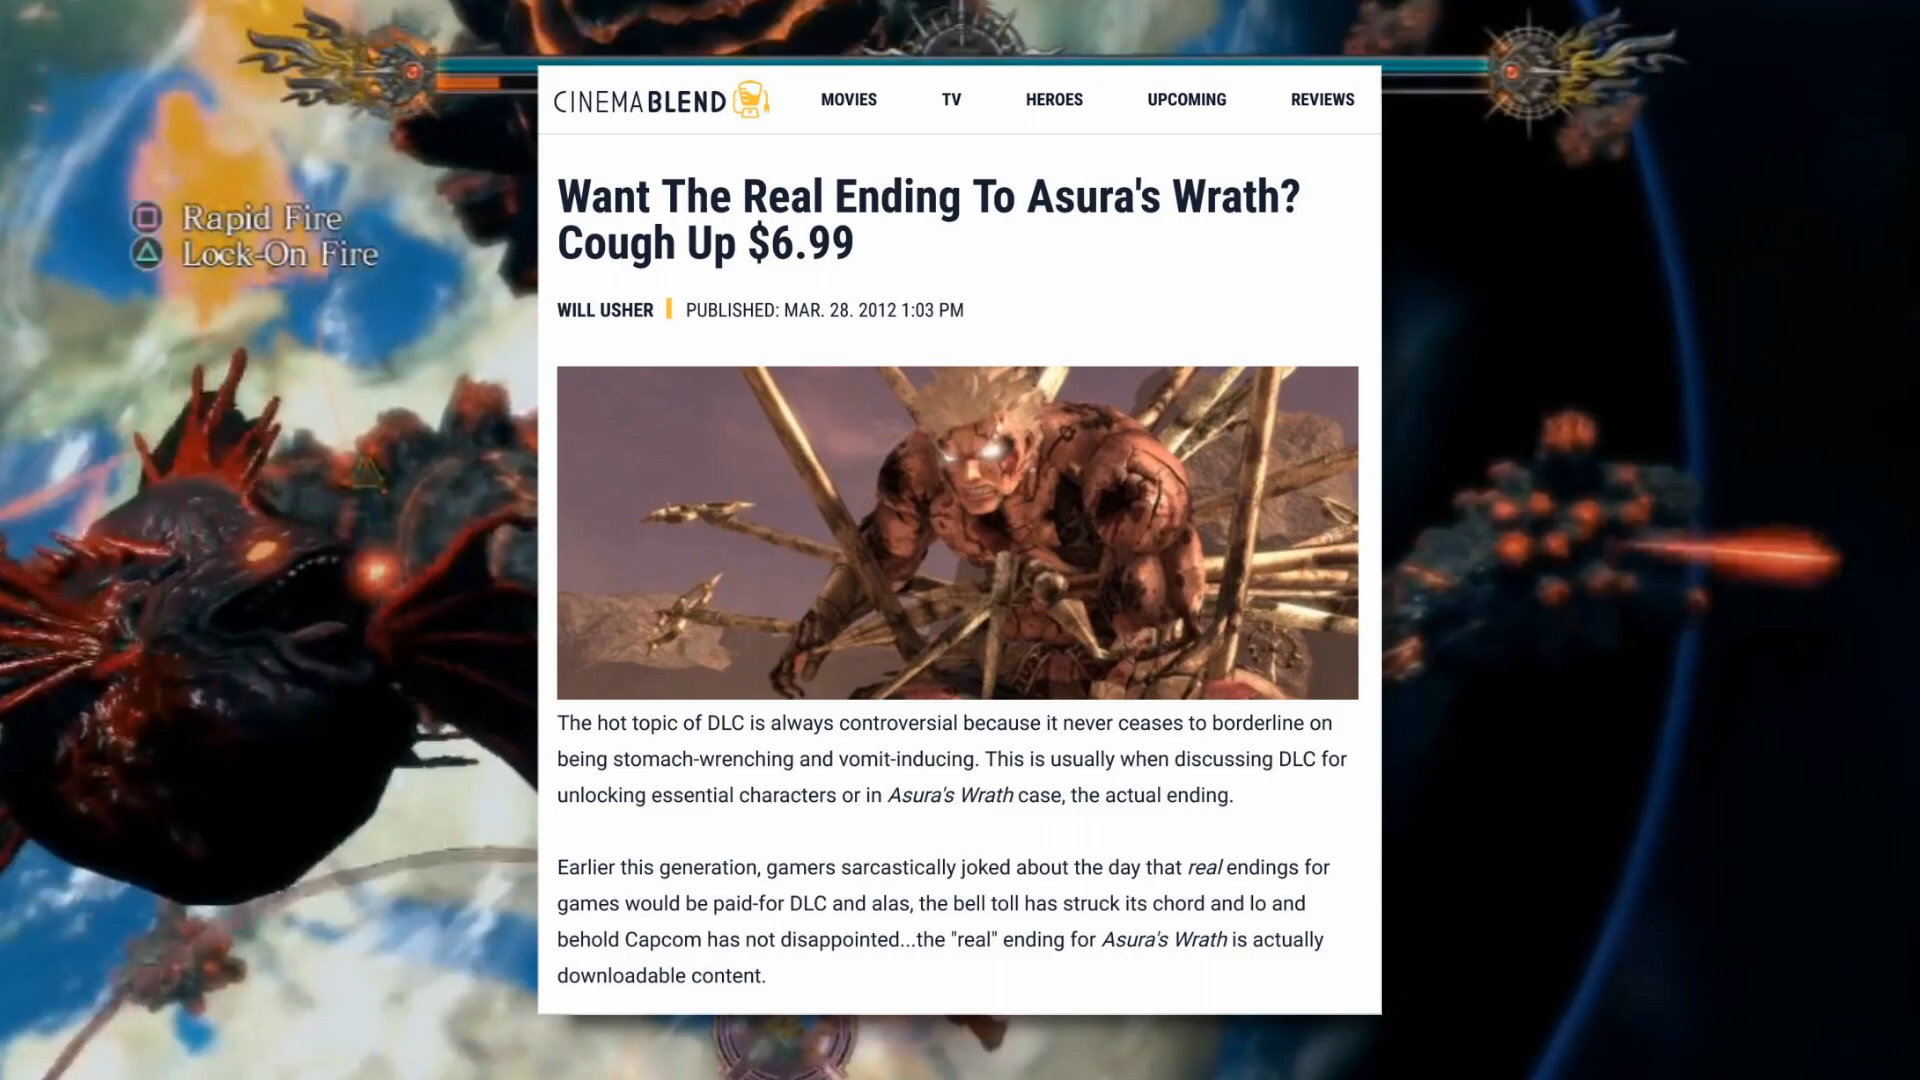 CINEMABLEND
MOVIES
TV
HEROES
UPCOMING
REVIEWS
Want The Real Ending To Asura's Wrath?
Cough Up $6.99
WILL USHER
PUBLISHED: MAR. 28. 2012 1:03 PM
Rapid Fire
Lock-On Fire
The hot topic of DLC is always controversial because it never ceases to borderline on
being stomach-wrenching and vomit-inducing. This is usually when discussing DLC for
unlocking essential characters or in Asura's Wrath case, the actual ending.
Earlier this generation, gamers sarcastically joked about the day that real endings for
games would be paid-for DLC and alas, the bell toll has struck its chord and lo and
behold Capcom has not disappointed...the "real" ending for Asura's Wrath is actually
downloadable content.